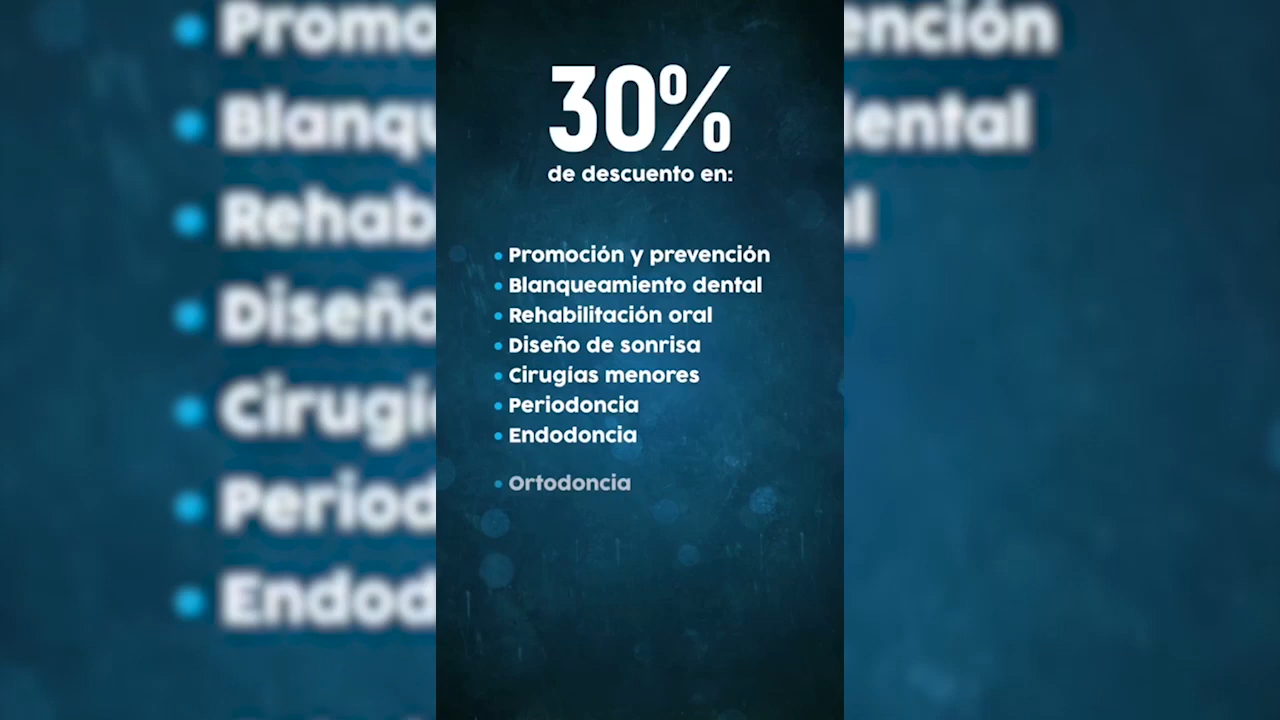 30%
de descuento en:
• Promoción y prevención
• Blanqueamiento dental
• Rehabilitación oral
• Diseño de sonrisa
• Cirugías menores
• Periodoncia
• Endodoncia
• Ortodoncia